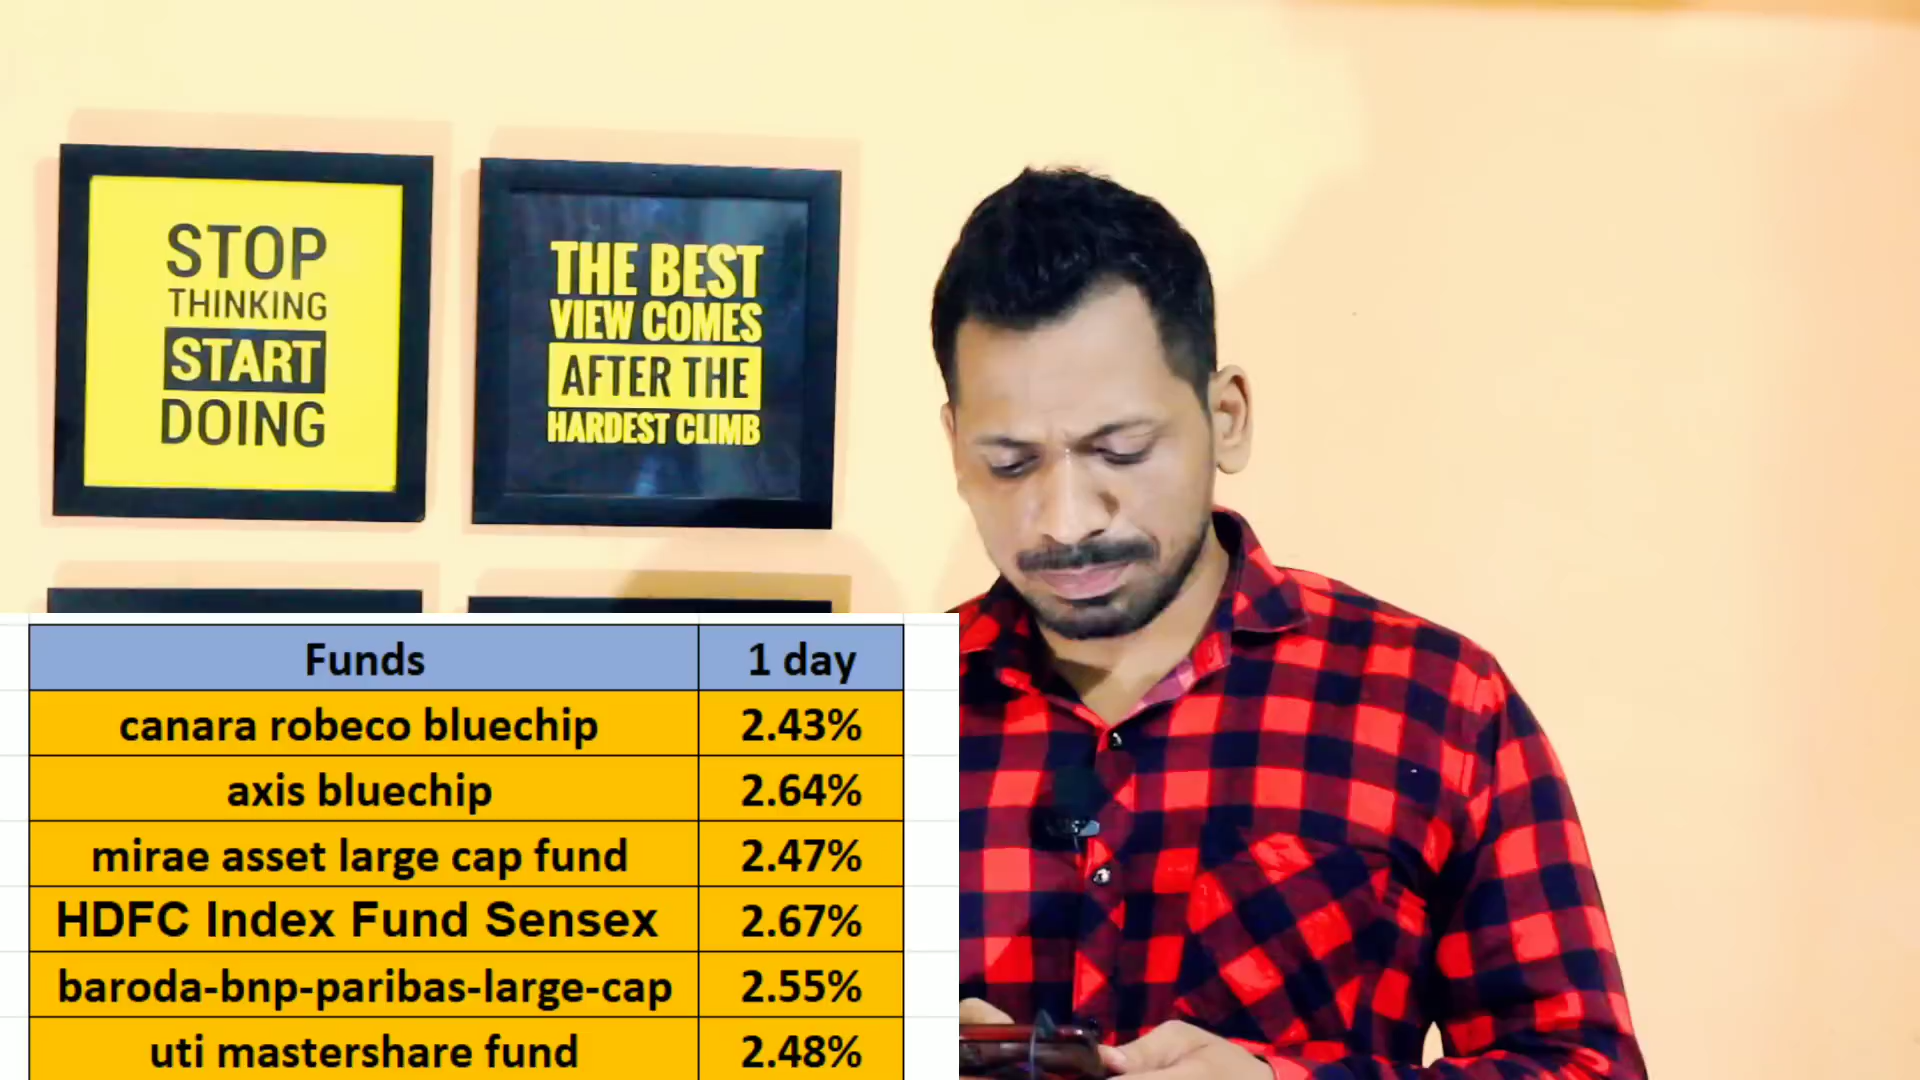 STOP
THINKING
START
DOING
THE BEST
VIEW COMES
AFTER THE
HARDEST CLIMB
Funds 1 day
canara robeco bluechip 2.43%
axis bluechip 2.64%
mirae asset large cap fund 2.47%
HDFC Index Fund Sensex 2.67%
baroda-bnp-paribas-large-cap 2.55%
uti mastershare fund 2.48%